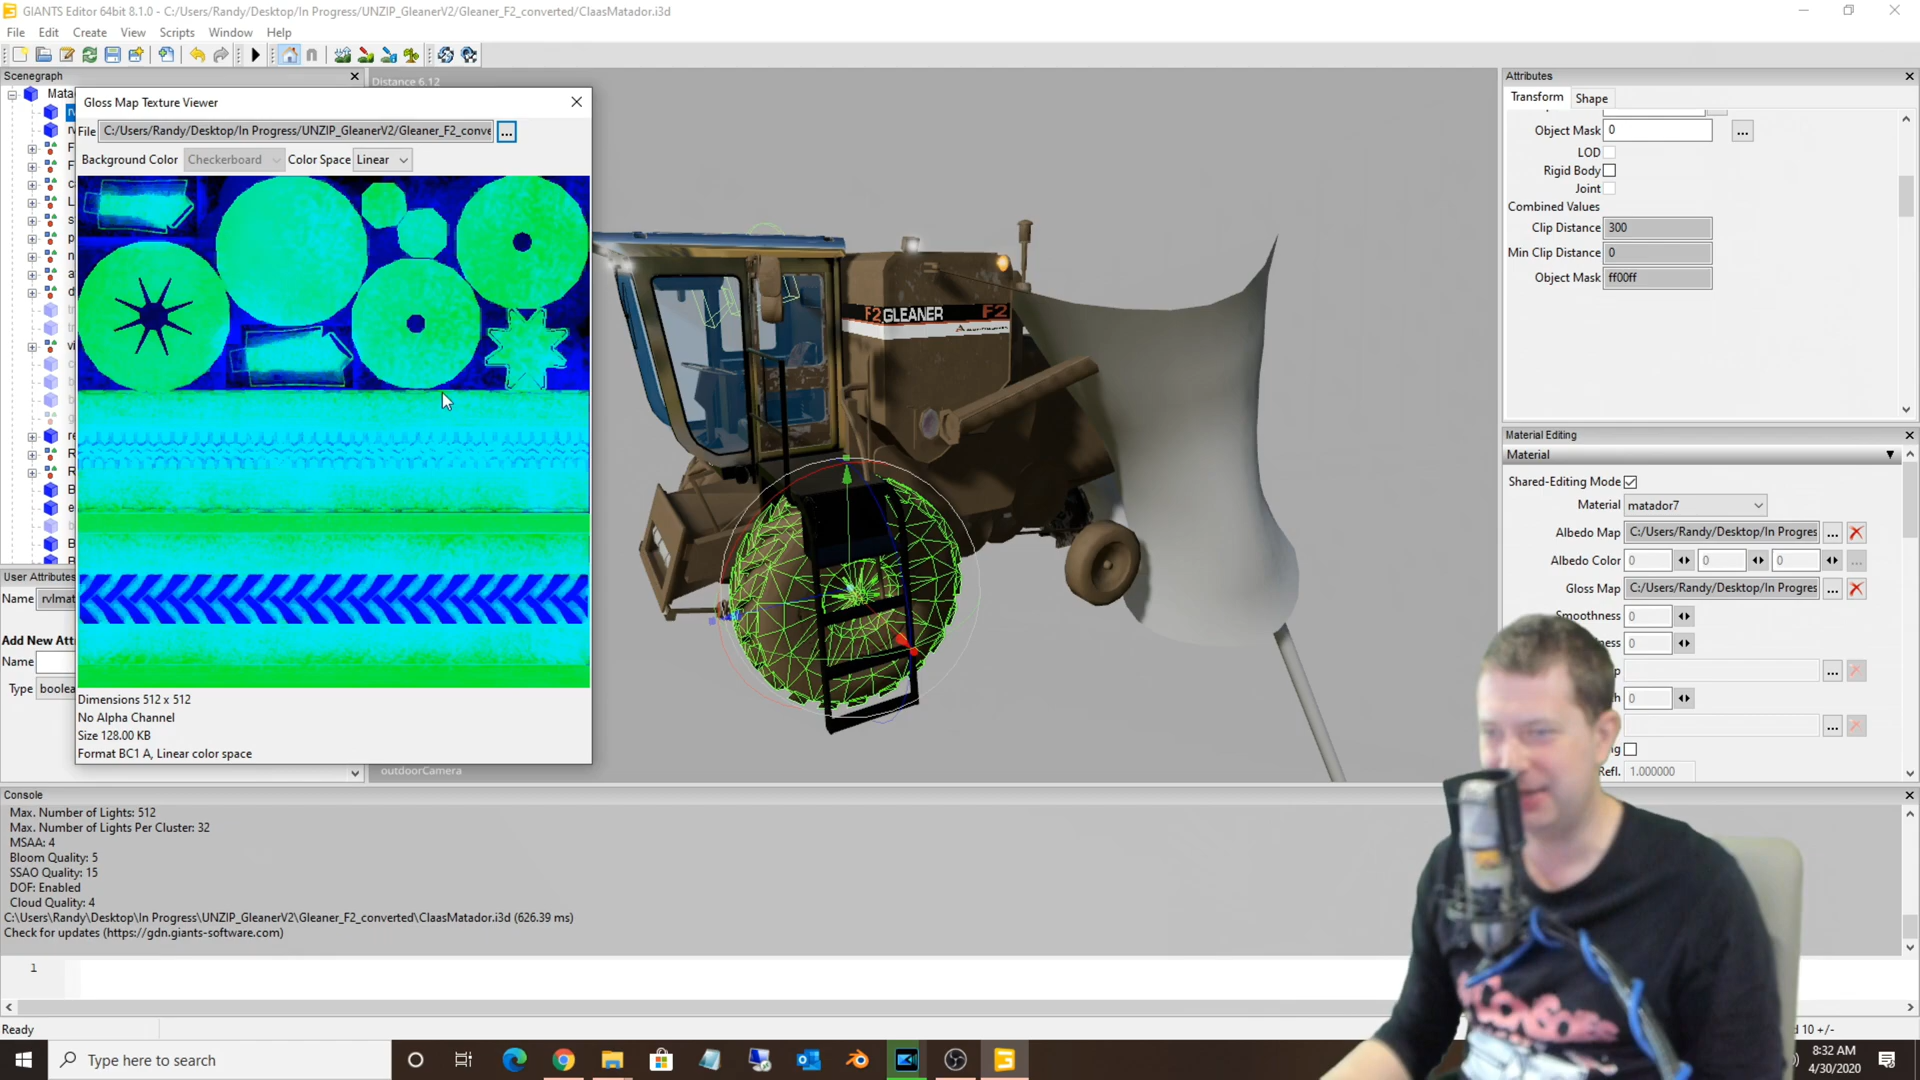 GIANTS Editor 64bit 8.1.0 - C:/Users/Randy/Desktop/In Progress/UNZIP_GleanerV2/Gleaner_F2_converted/ClaasMatador.i3d
File Edit Create View Scripts Window Help
Scenegraph
Distance 6.12
Attributes
Mata
Gloss Map Texture Viewer
Transform Shape
File C:/Users/Randy/Desktop/In Progress/UNZIP_GleanerV2/Gleaner_F2_conve ...
Object Mask 0 ...
Background Color Checkerboard Color Space Linear
LOD
Rigid Body
Joint
Combined Values
Clip Distance 300
Min Clip Distance 0
Object Mask ff00ff
F2 GLEANER F2
Material Editing
Material
Shared-Editing Mode
Material matador7
Albedo Map C:/Users/Randy/Desktop/In Progres ...
Albedo Color 0 0 0 ...
Gloss Map C:/Users/Randy/Desktop/In Progres ...
Smoothness 0
0
...
0
...
Refl. 1.000000
User Attributes
Name rvlmat
Add New Att
Name
Type boolea
Dimensions 512 x 512
No Alpha Channel
Size 128.00 KB
Format BC1 A, Linear color space
outdoorCamera
Console
Max. Number of Lights: 512
Max. Number of Lights Per Cluster: 32
MSAA: 4
Bloom Quality: 5
SSAO Quality: 15
DOF: Enabled
Cloud Quality: 4
C:\Users\Randy\Desktop\In Progress\UNZIP_GleanerV2\Gleaner_F2_converted\ClaasMatador.i3d (626.39 ms)
Check for updates (https://gdn.giants-software.com)
1
Ready
10 +/-
Type here to search
8:32 AM
4/30/2020